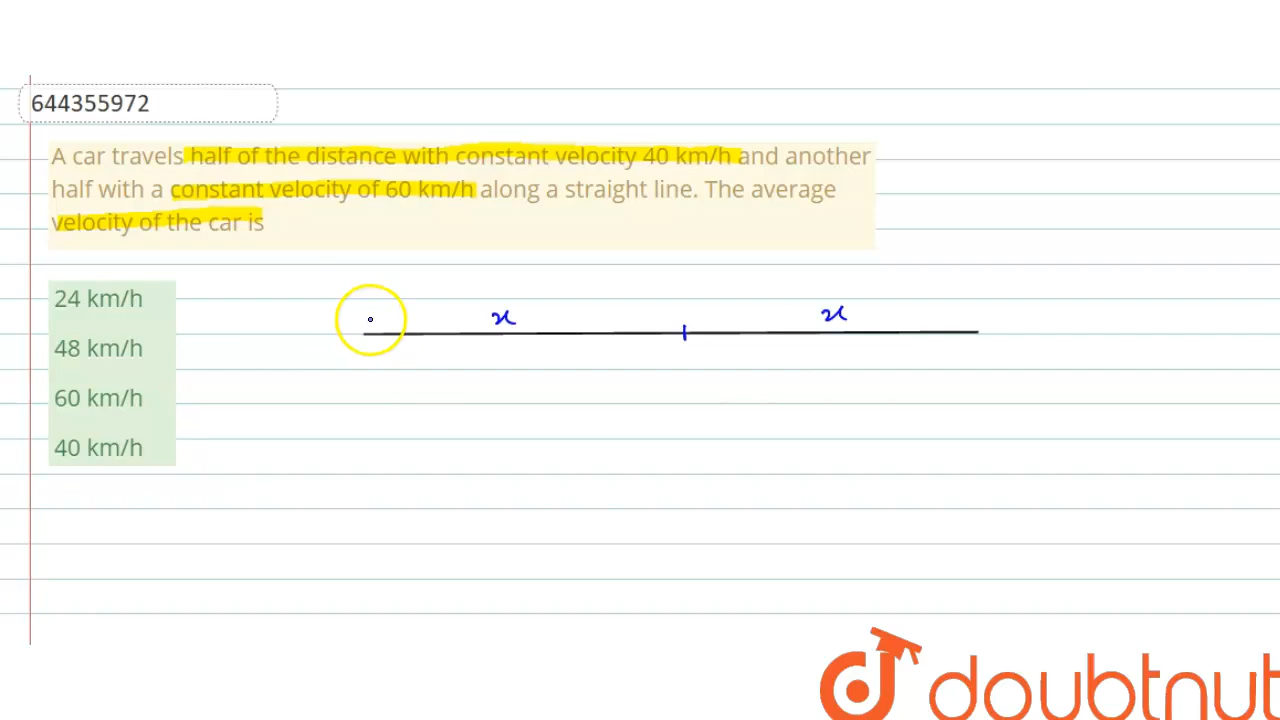 644355972
A car travels half of the distance with constant velocity 40 km/h and another
half with a constant velocity of 60 km/h along a straight line. The average
velocity of the car is
24 km/h
x x
48 km/h
60 km/h
40 km/h
doubtnut